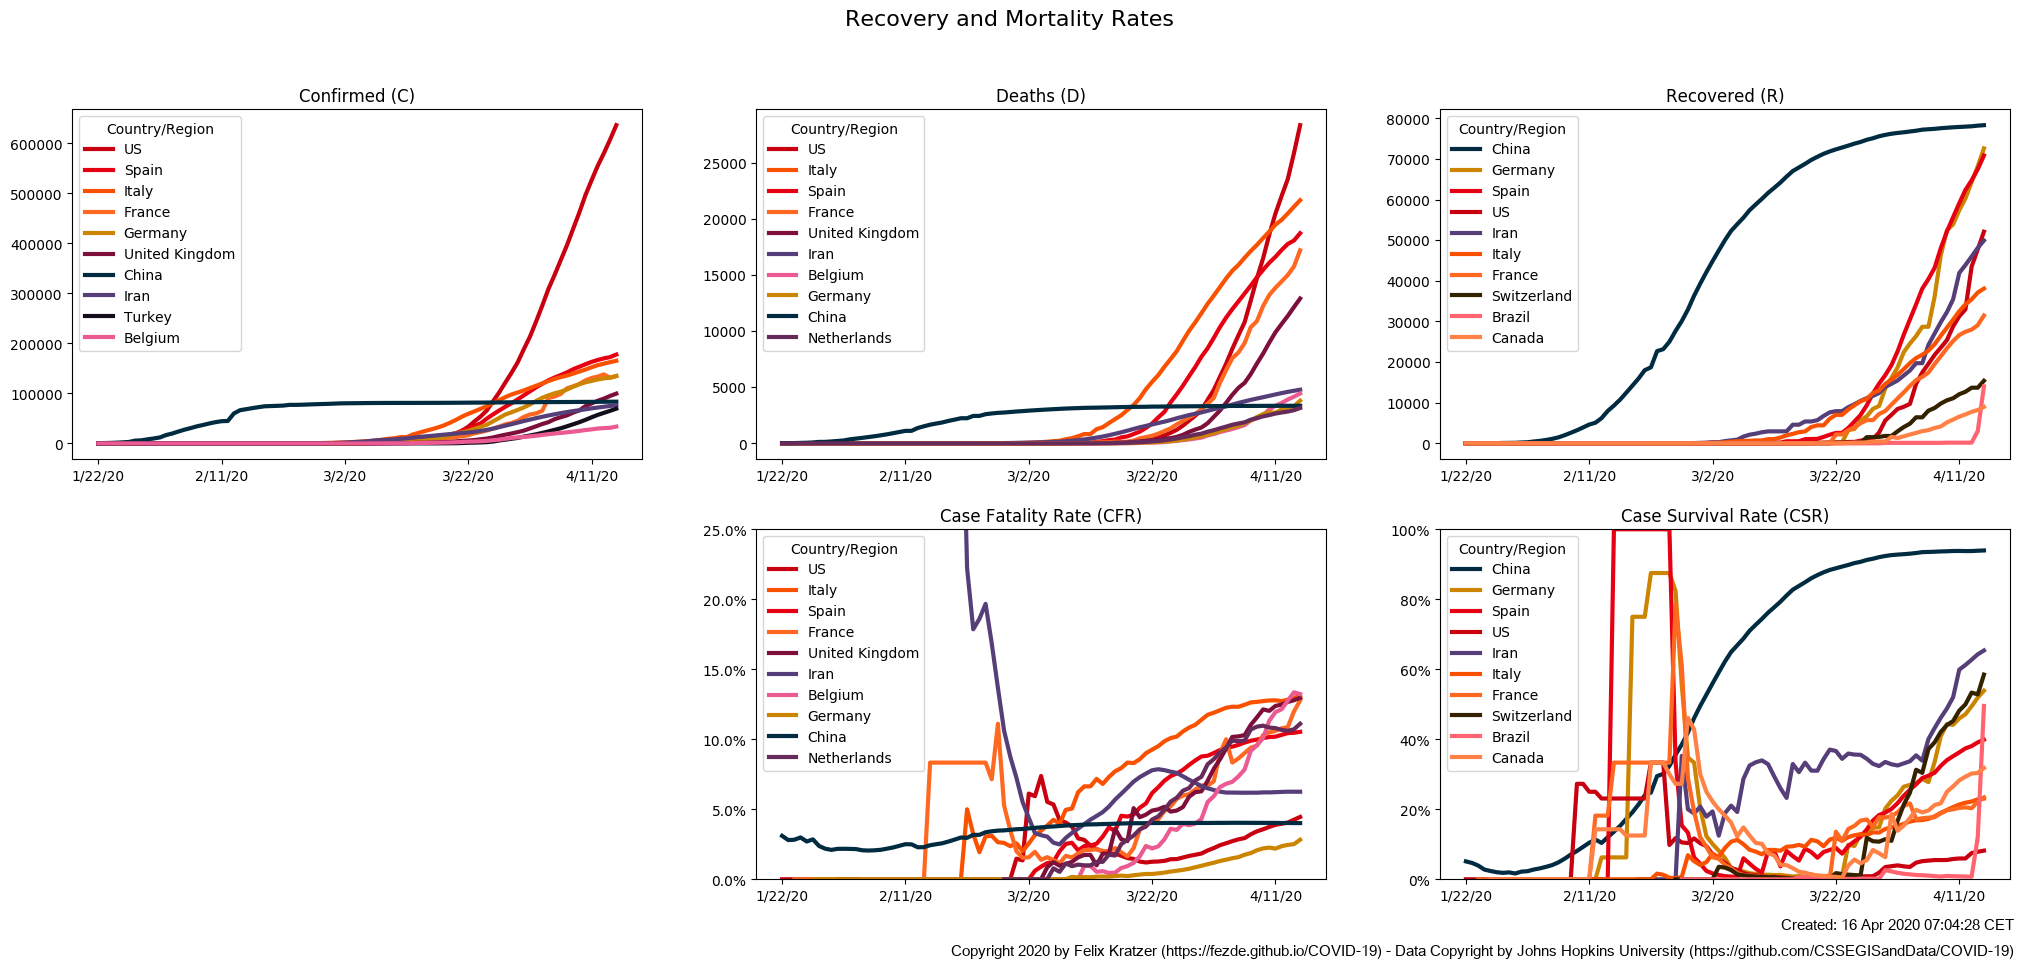 Recovery and Mortality Rates
Confirmed (C)
Country/Region
US
Spain
Italy
France
Germany
United Kingdom
China
Iran
Turkey
Belgium
600000
500000
400000
300000
200000
100000
0
1/22/20 2/11/20 3/2/20 3/22/20 4/11/20
Deaths (D)
Country/Region
US
Italy
Spain
France
United Kingdom
Iran
Belgium
Germany
China
Netherlands
25000
20000
15000
10000
5000
0
1/22/20 2/11/20 3/2/20 3/22/20 4/11/20
Recovered (R)
Country/Region
China
Germany
Spain
US
Iran
Italy
France
Switzerland
Brazil
Canada
80000
70000
60000
50000
40000
30000
20000
10000
0
1/22/20 2/11/20 3/2/20 3/22/20 4/11/20
Case Fatality Rate (CFR)
Country/Region
US
Italy
Spain
France
United Kingdom
Iran
Belgium
Germany
China
Netherlands
25.0%
20.0%
15.0%
10.0%
5.0%
0.0%
1/22/20 2/11/20 3/2/20 3/22/20 4/11/20
Case Survival Rate (CSR)
Country/Region
China
Germany
Spain
US
Iran
Italy
France
Switzerland
Brazil
Canada
100%
80%
60%
40%
20%
0%
1/22/20 2/11/20 3/2/20 3/22/20 4/11/20
Created: 16 Apr 2020 07:04:28 CET
Copyright 2020 by Felix Kratzer (https://fezde.github.io/COVID-19) - Data Copyright by Johns Hopkins University (https://github.com/CSSEGISandData/COVID-19)